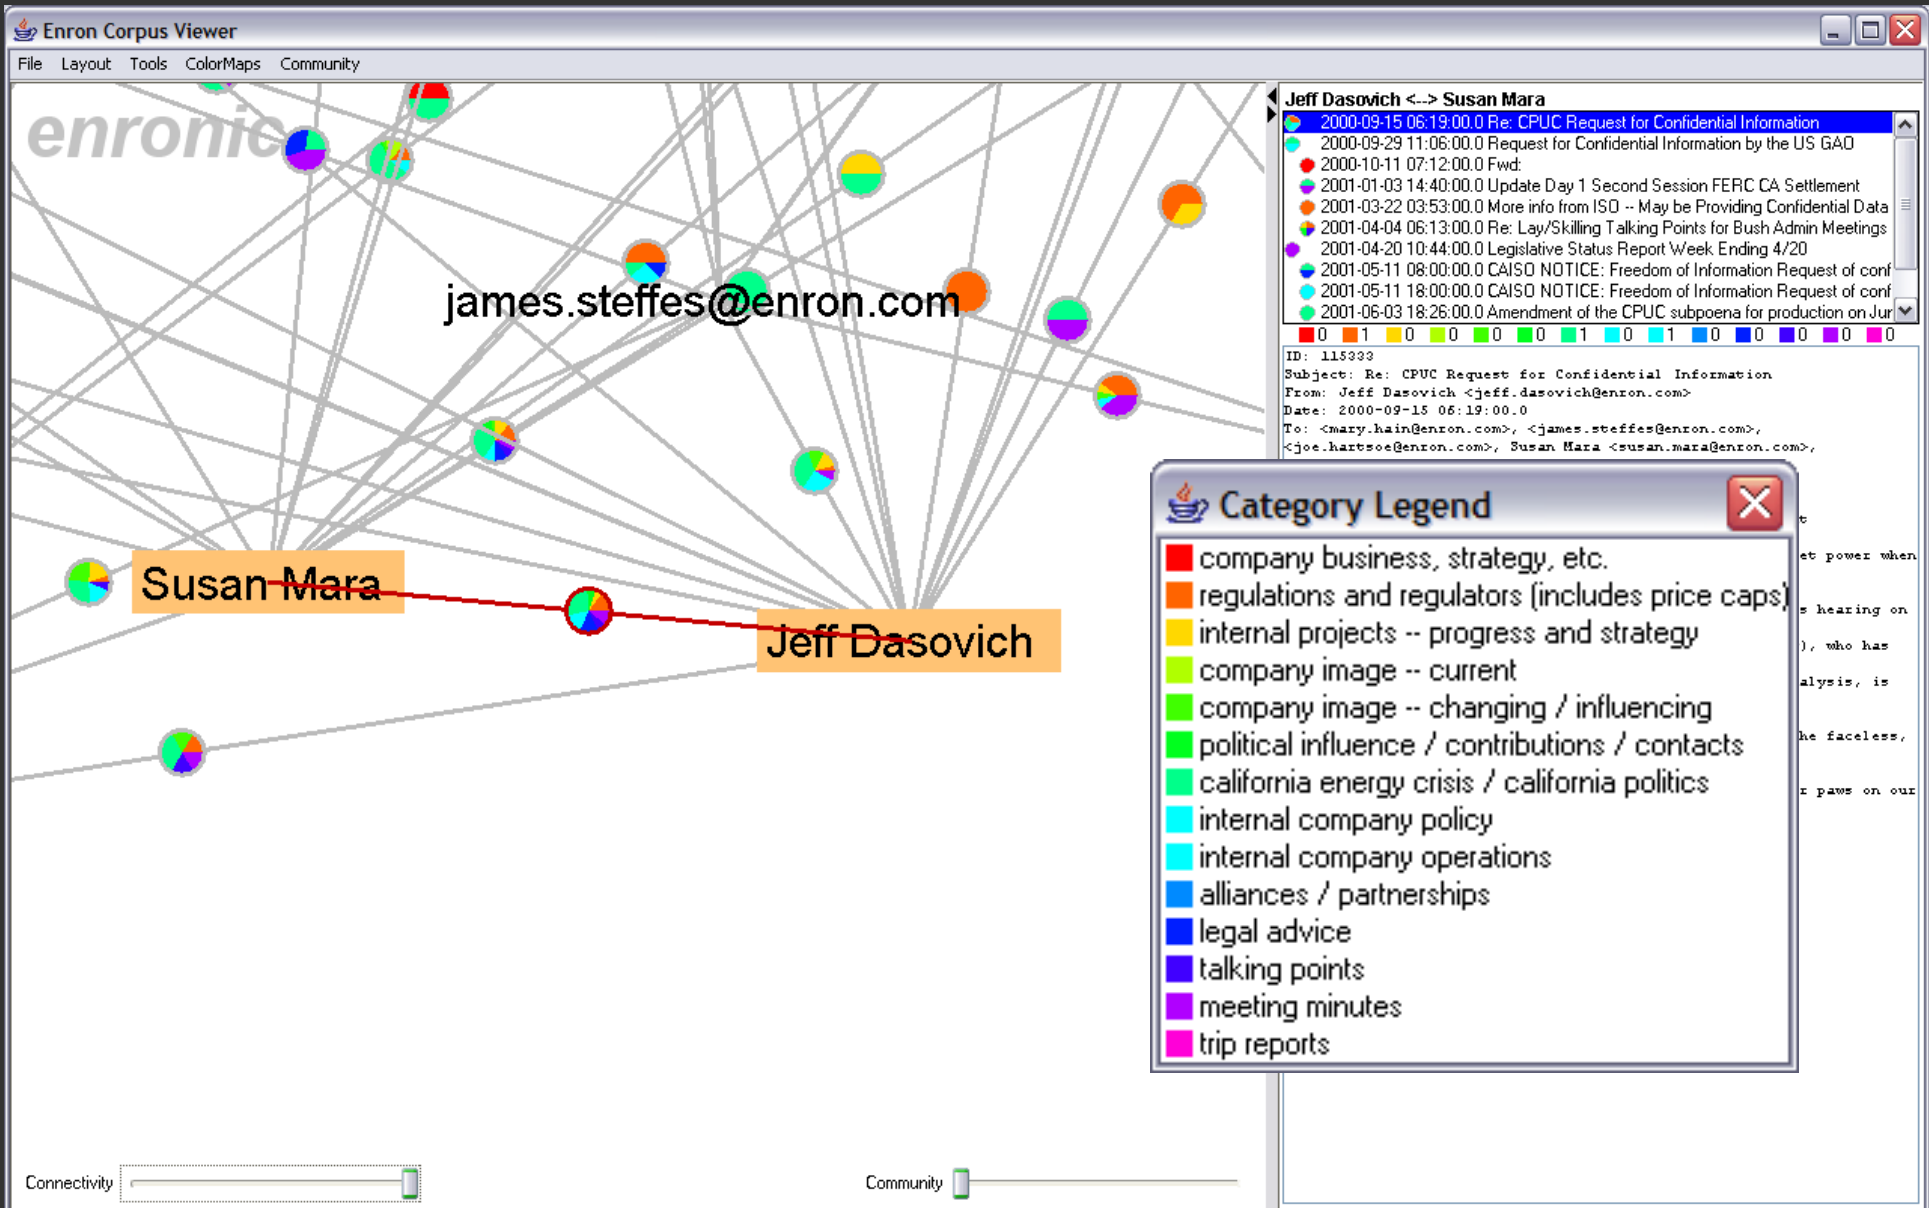 Enron Corpus Viewer
File Layout Tools ColorMaps Community
enronic
james.steffes@enron.com
Susan Mara
Jeff Dasovich
Connectivity
Community
Jeff Dasovich <--> Susan Mara
2000-09-15 06:19:00.0 Re: CPUC Request for Confidential Information
2000-09-29 11:06:00.0 Request for Confidential Information by the US GAO
2000-10-11 07:12:00.0 Fwd:
2001-01-03 14:40:00.0 Update Day 1 Second Session FERC CA Settlement
2001-03-22 03:53:00.0 More info from ISO -- May be Providing Confidential Data
2001-04-04 06:13:00.0 Re: Lay/Skilling Talking Points for Bush Admin Meetings
2001-04-20 10:44:00.0 Legislative Status Report Week Ending 4/20
2001-05-11 08:00:00.0 CAISO NOTICE: Freedom of Information Request of conf
2001-05-11 18:00:00.0 CAISO NOTICE: Freedom of Information Request of conf
2001-06-03 18:26:00.0 Amendment of the CPUC subpoena for production on Jur
0 1 0 0 0 0 1 0 1 0 0 0 0 0
ID: 115333
Subject: Re: CPUC Request for Confidential Information
From: Jeff Dasovich <jeff.dasovich@enron.com>
Date: 2000-09-15 06:19:00.0
To: <mary.hain@enron.com>, <james.steffes@enron.com>,
<joe.hartsoe@enron.com>, Susan Mara <susan.mara@enron.com>,
t
et power when
s hearing on
), who has
alysis, is
he faceless,
r paws on our
Category Legend
company business, strategy, etc.
regulations and regulators (includes price caps)
internal projects -- progress and strategy
company image -- current
company image -- changing / influencing
political influence / contributions / contacts
california energy crisis / california politics
internal company policy
internal company operations
alliances / partnerships
legal advice
talking points
meeting minutes
trip reports